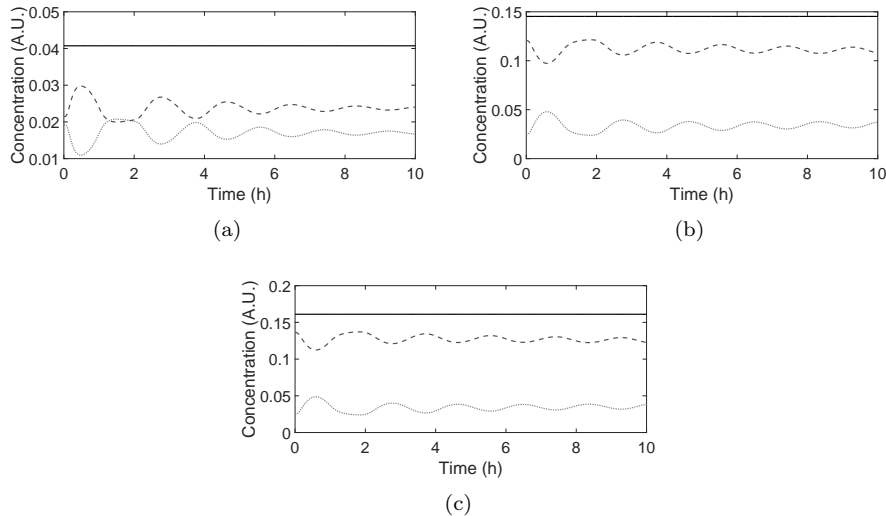 0.05
0.04
0.03
0.02
0.01
Concentration (A.U.)
0 2 4 6 8 10
Time (h)
(a)
0.15
0.1
0.05
0
Concentration (A.U.)
0 2 4 6 8 10
Time (h)
(b)
0.2
0.15
0.1
0.05
0
Concentration (A.U.)
0 2 4 6 8 10
Time (h)
(c)